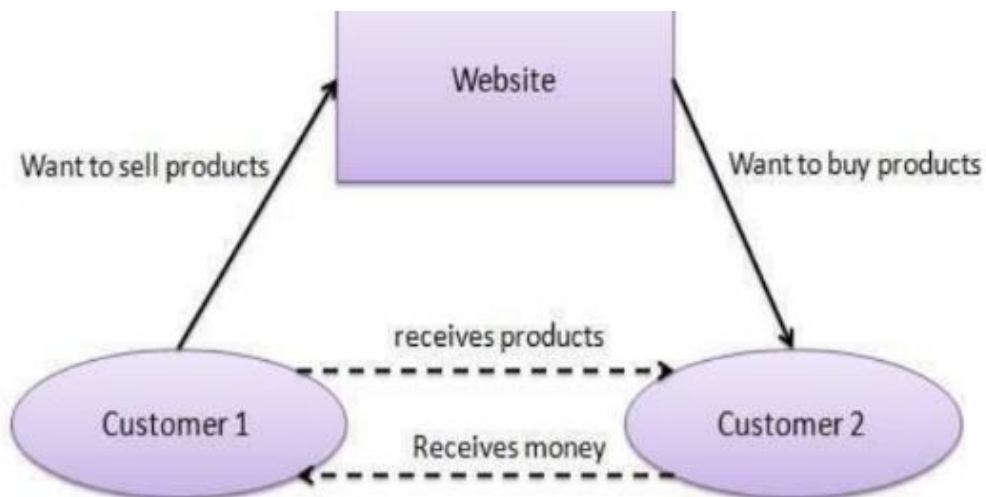 Website
Want to sell products
Want to buy products
receives products
Customer 1
Customer 2
Receives money